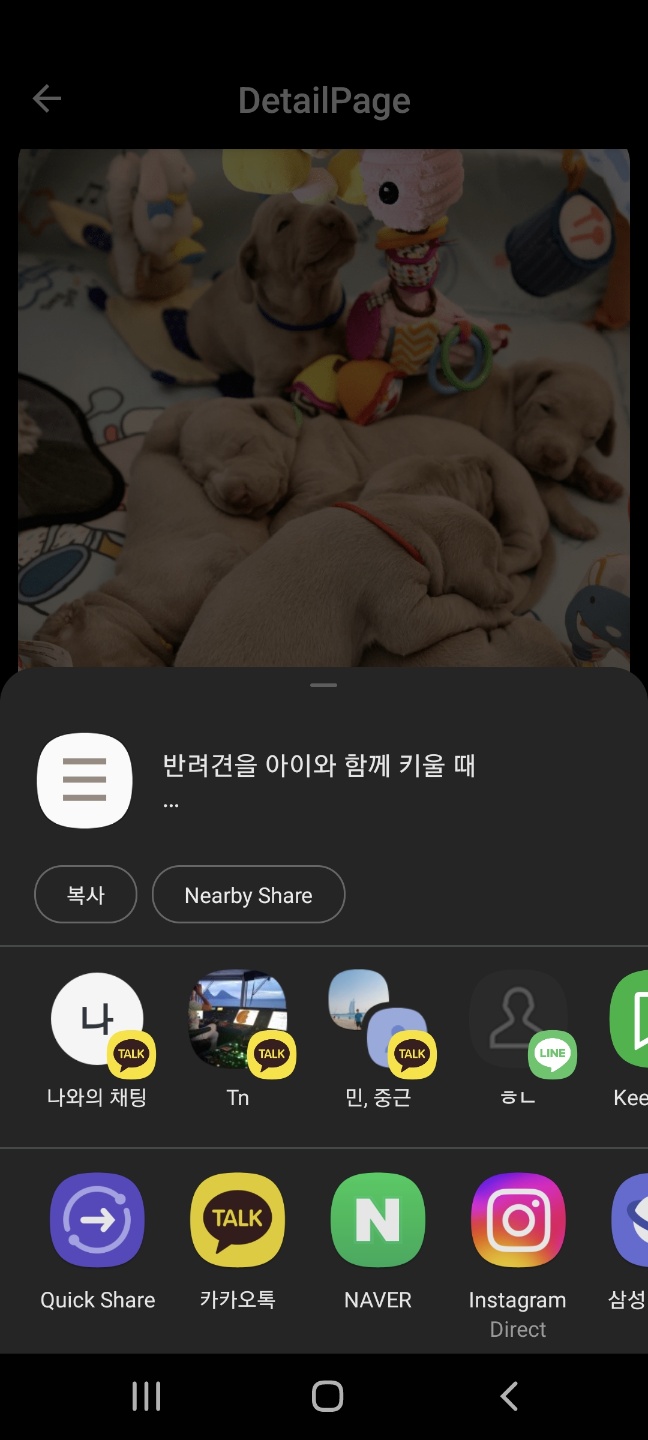 DetailPage
반려견을 아이와 함께 키울 때
...
복사
Nearby Share
나
TALK
TALK
TALK
LINE
나와의 채팅
Tn
민, 중근
ㅎㄴ
Kee
TALK
N
Quick Share
카카오톡
NAVER
Instagram
삼성
Direct